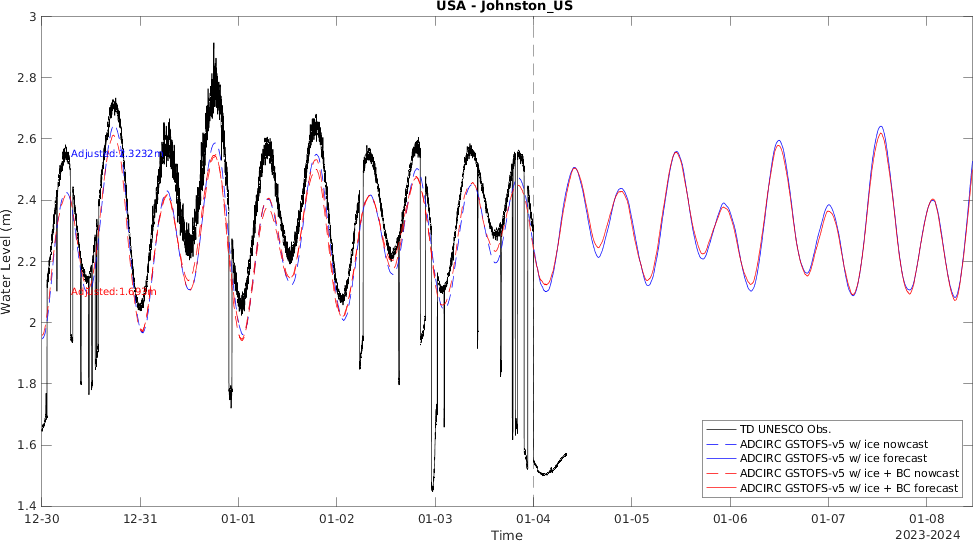 USA - Johnston_US
3
2.8
2.6
2.4
2.2
2
1.8
1.6
1.4
Water Level (m)
Adjusted:2.3232m
TD UNESCO Obs.
ADCIRC GSTOFS-v5 w/ ice nowcast
ADCIRC GSTOFS-v5 w/ ice forecast
ADCIRC GSTOFS-v5 w/ ice + BC nowcast
ADCIRC GSTOFS-v5 w/ ice + BC forecast
12-30 12-31 01-01 01-02 01-03 01-04 01-05 01-06 01-07 01-08
Time
2023-2024